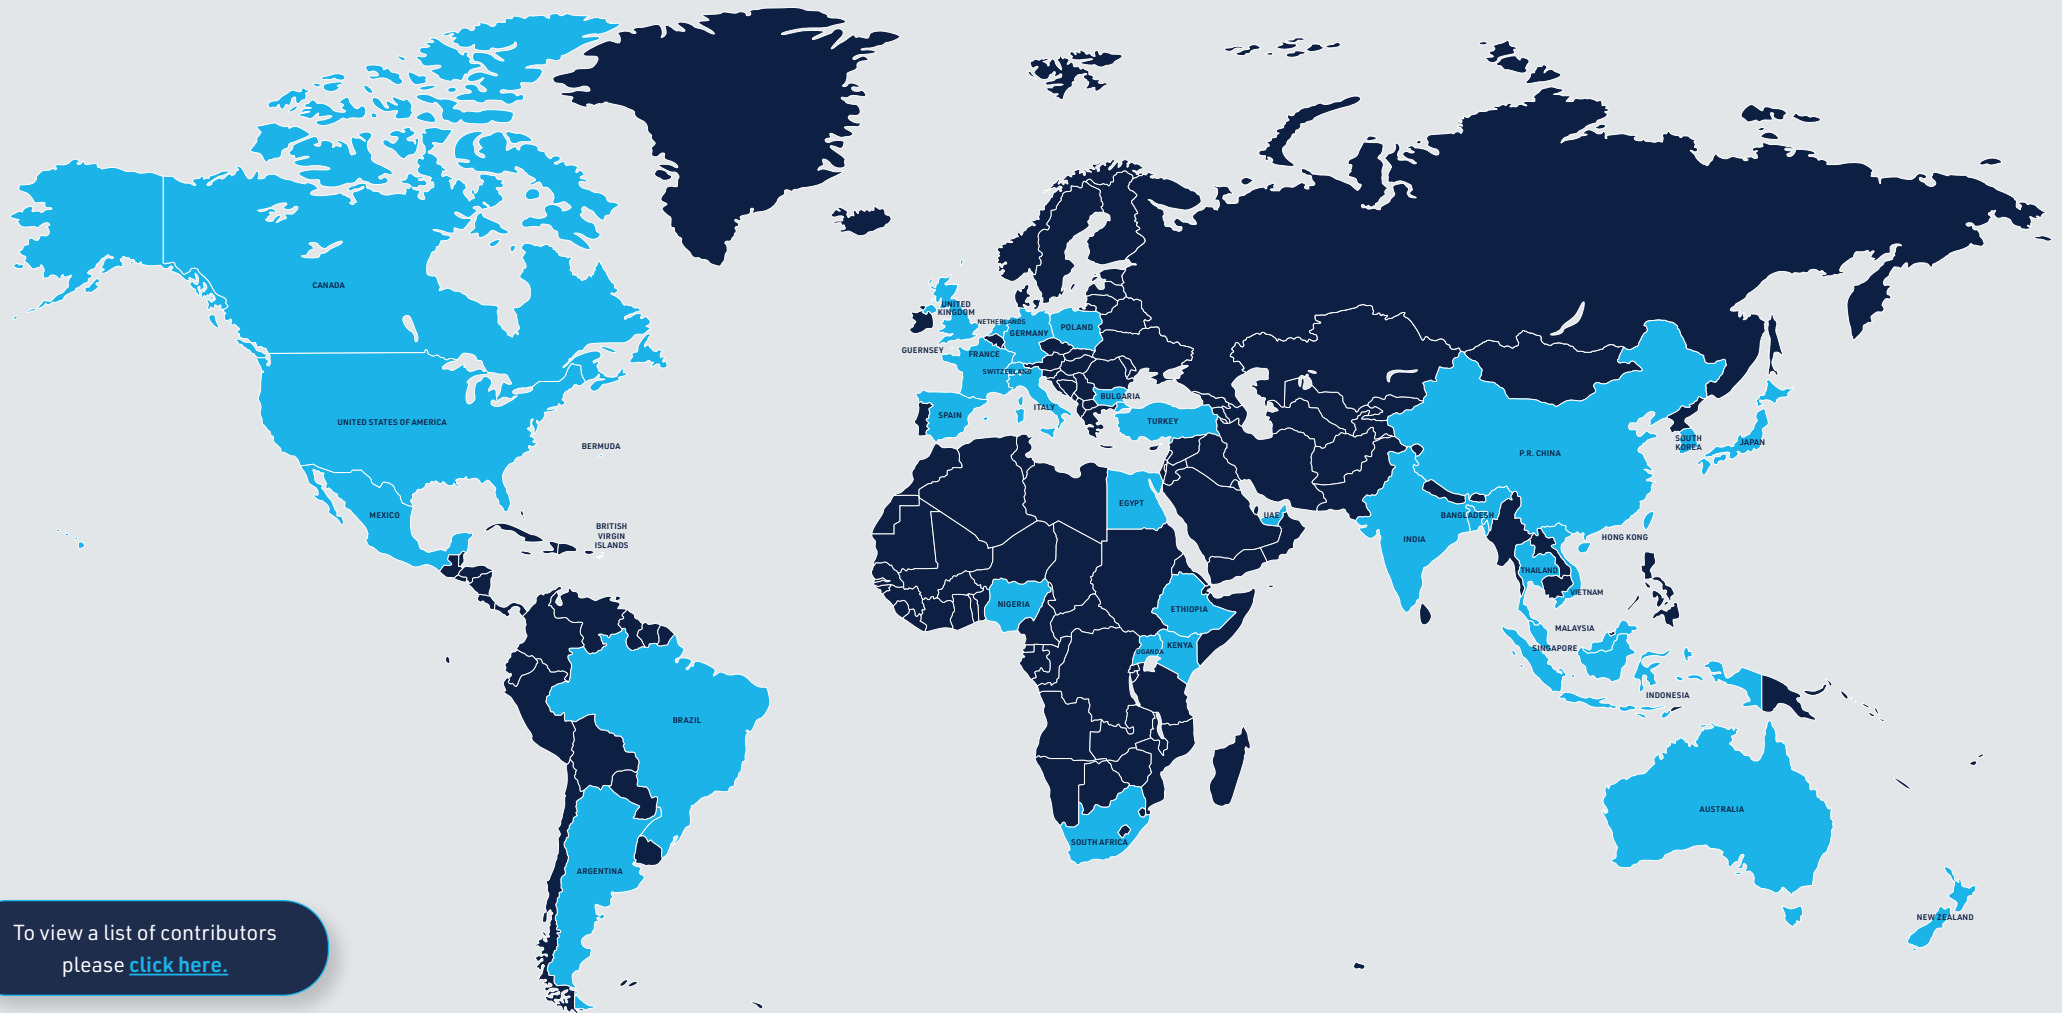 CANADA
UNITED
KINGDOM
NETHERLANDS
POLAND
GERMANY
GUERNSEY
FRANCE
SWITZERLAND
BULGARIA
ITALY
SPAIN
TURKEY
UNITED STATES OF AMERICA
BERMUDA
SOUTH
KOREA
JAPAN
P.R. CHINA
EGYPT
MEXICO
UAE
BANGLADESH
BRITISH
VIRGIN
ISLANDS
INDIA
HONG KONG
THAILAND
VIETNAM
NIGERIA
ETHIOPIA
MALAYSIA
KENYA
UGANDA
SINGAPORE
INDONESIA
BRAZIL
AUSTRALIA
SOUTH AFRICA
ARGENTINA
NEW ZEALAND
To view a list of contributors
please click here.